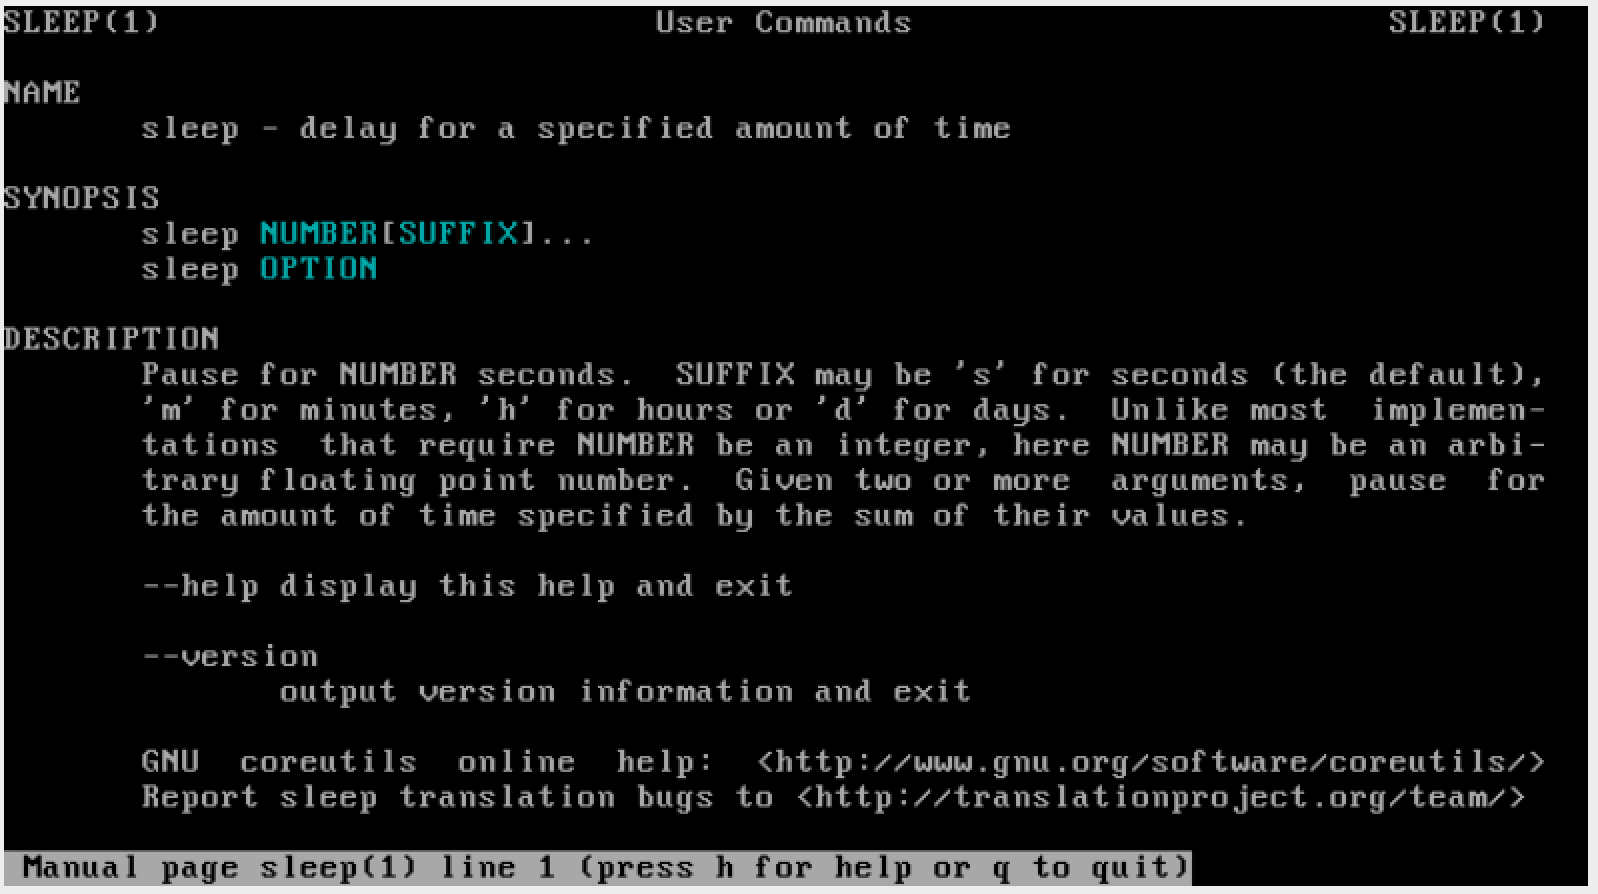 SLEEP(1) User Commands SLEEP(1)
NAME
sleep - delay for a specified amount of time
SYNOPSIS
sleep NUMBER[SUFFIX]...
sleep OPTION
DESCRIPTION
Pause for NUMBER seconds. SUFFIX may be 's' for seconds (the default),
'm' for minutes, 'h' for hours or 'd' for days. Unlike most implemen-
tations that require NUMBER be an integer, here NUMBER may be an arbi-
trary floating point number. Given two or more arguments, pause for
the amount of time specified by the sum of their values.
--help display this help and exit
--version
output version information and exit
GNU coreutils online help: <http://www.gnu.org/software/coreutils/>
Report sleep translation bugs to <http://translationproject.org/team/>
Manual page sleep(1) line 1 (press h for help or q to quit)